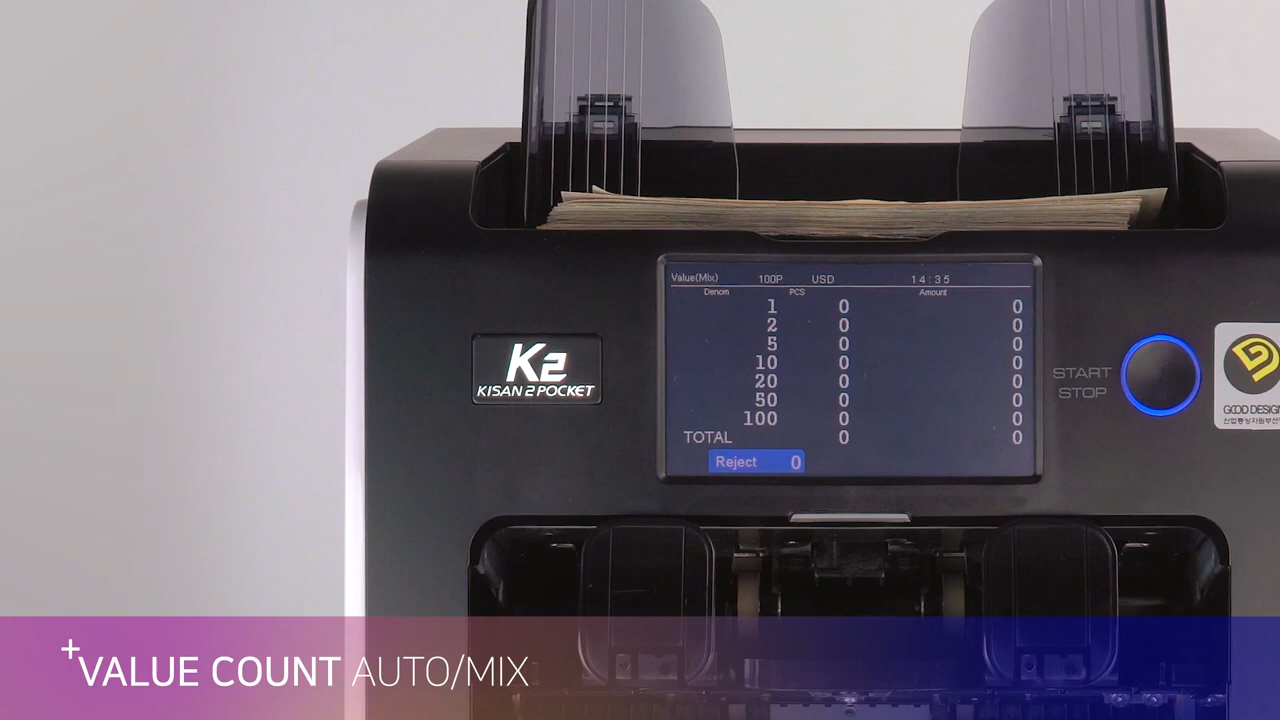 Value(Mix) 100P USD 14:35
Denom PCS Amount
1 0 0
2 0 0
5 0 0
10 0 0
20 0 0
50 0 0
100 0 0
TOTAL 0 0
Reject 0
K2
KISAN 2 POCKET
START
STOP
GOOD DESIGN
+VALUE COUNT AUTO/MIX